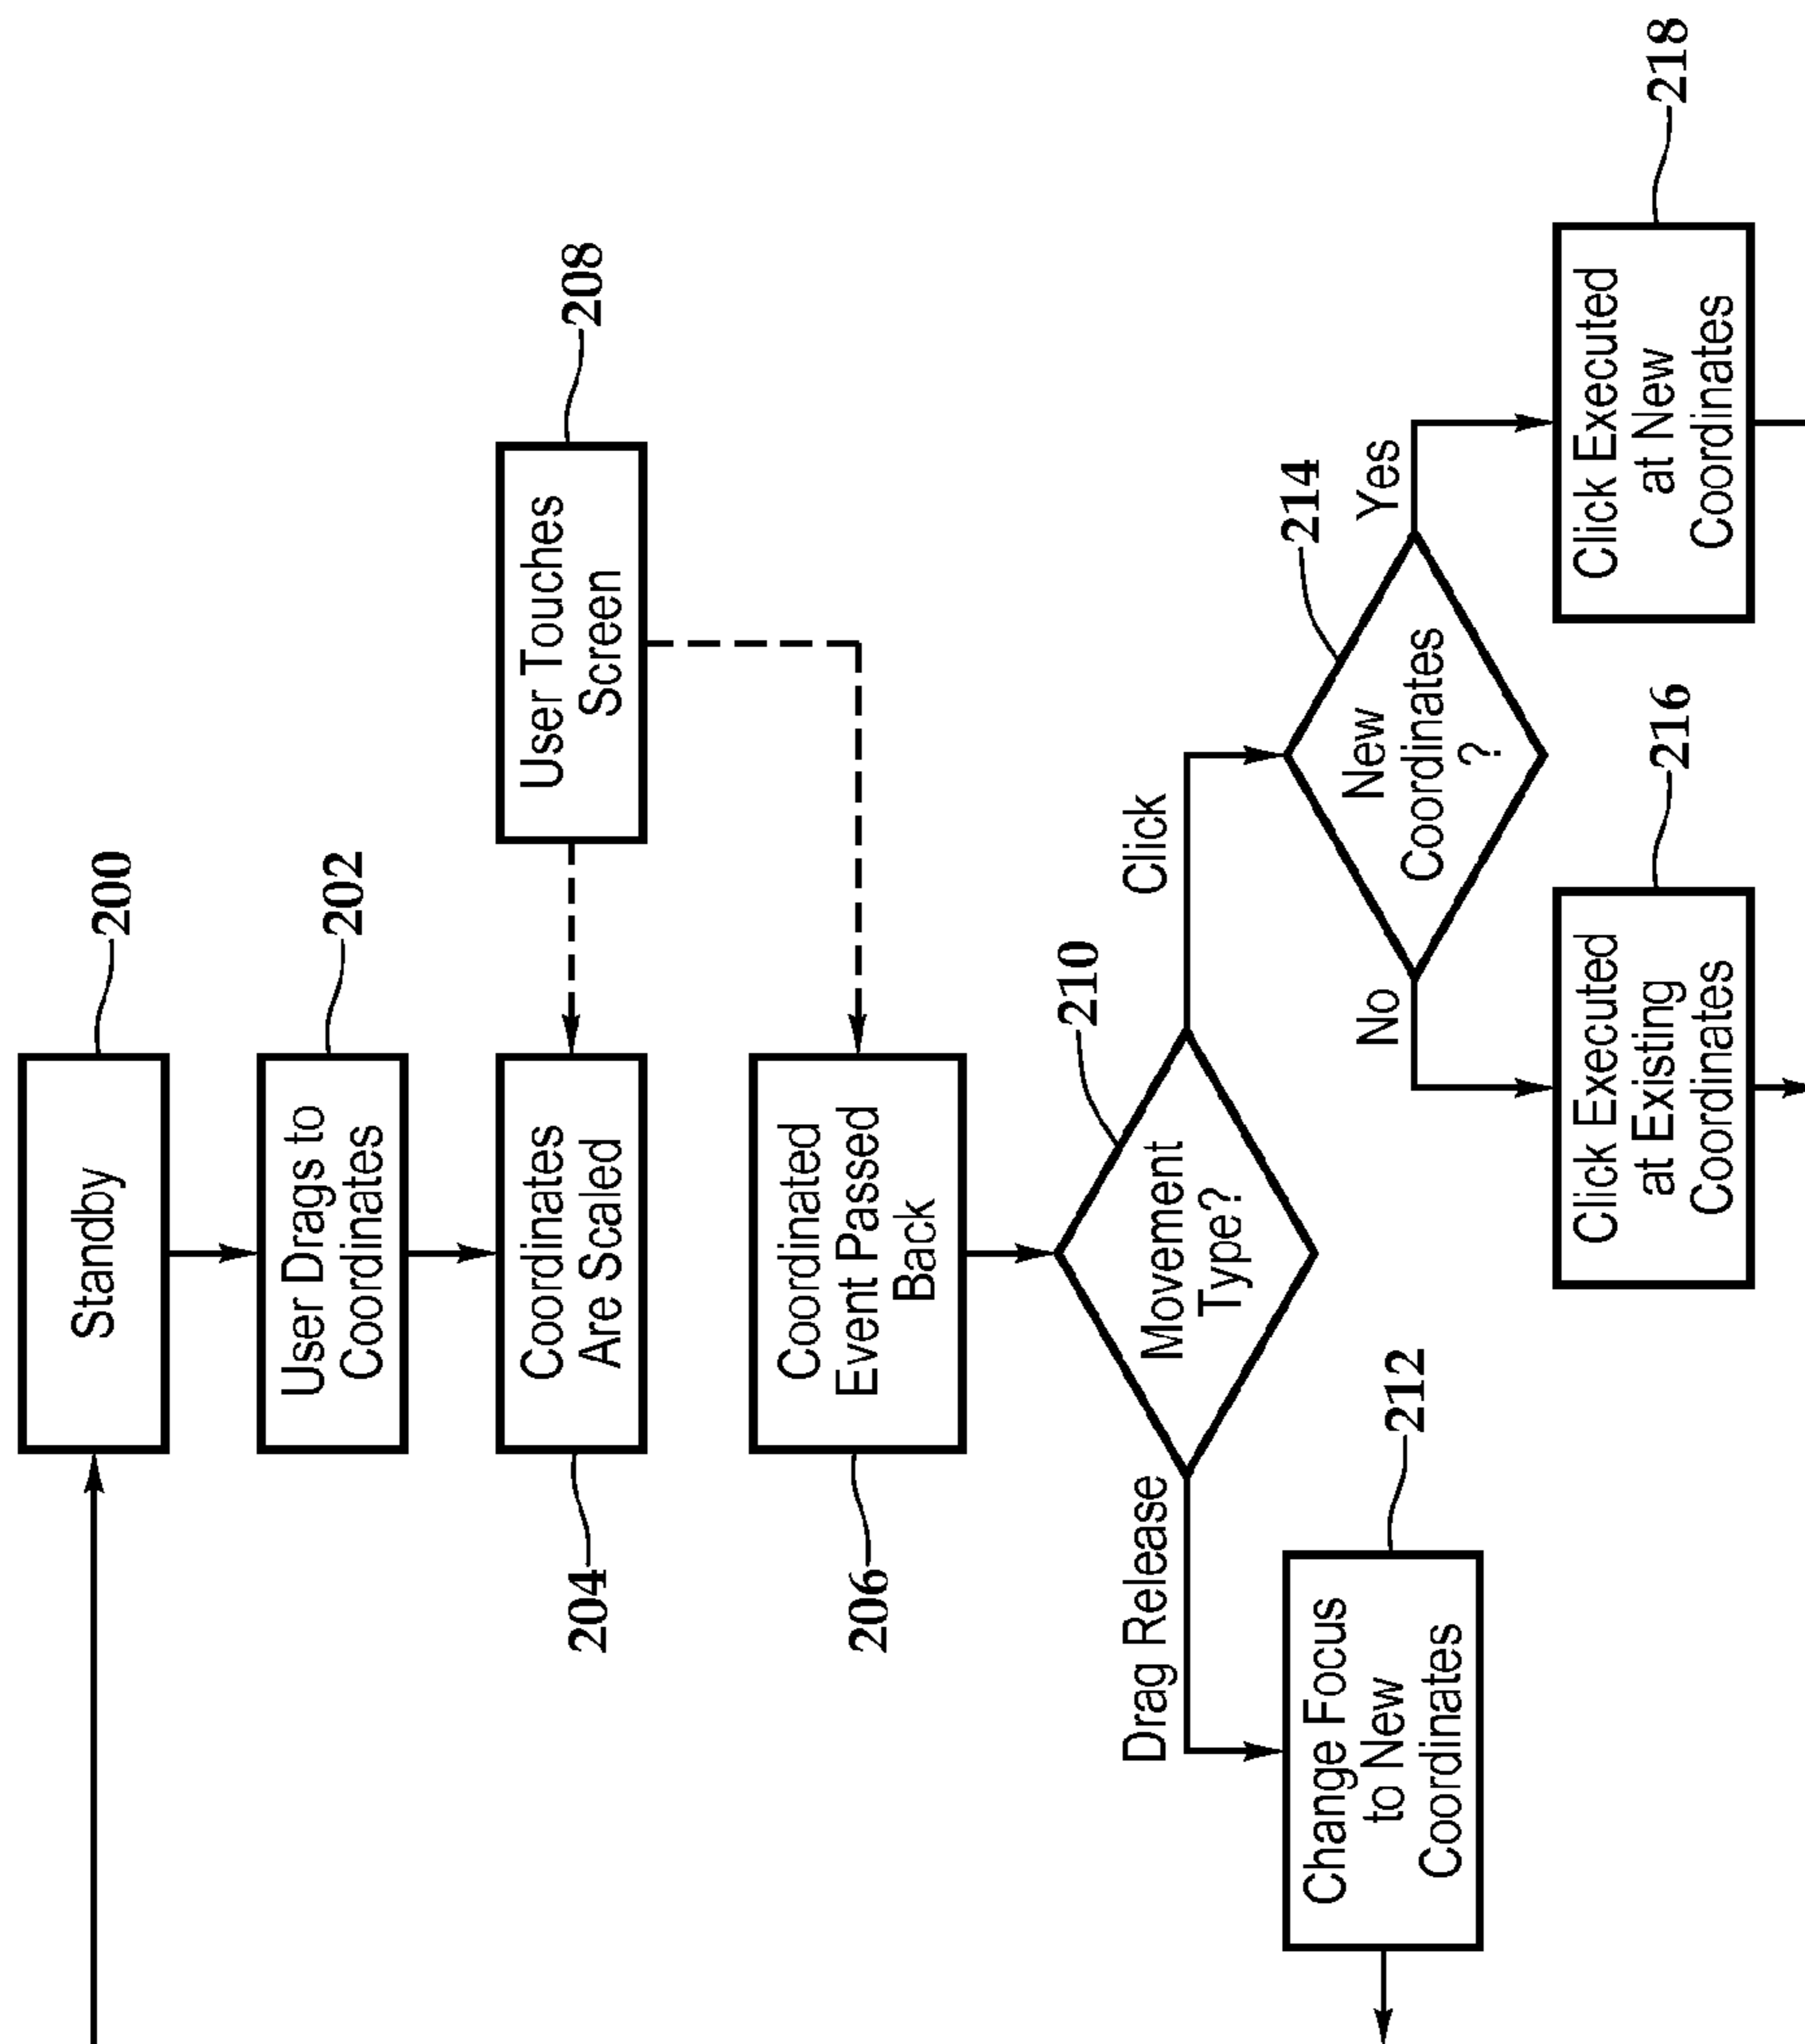 Standby
200
User Drags to
Coordinates
202
Coordinates
Are Scaled
204
User Touches
Screen
208
Coordinated
Event Passed
Back
206
Movement
Type?
210
Drag Release
Click
Change Focus
to New
Coordinates
212
New
Coordinates
?
214
No
Yes
Click Executed
at Existing
Coordinates
216
Click Executed
at New
Coordinates
218